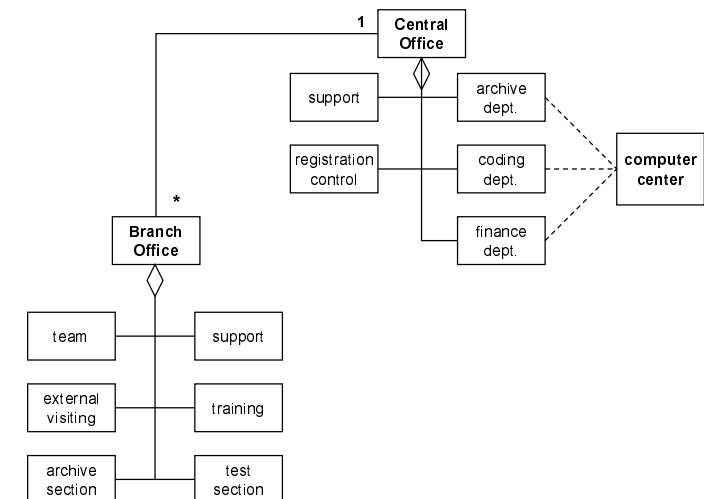 1
Central
Office
support
archive
dept.
registration
control
coding
dept.
computer
center
finance
dept.
*
Branch
Office
team
support
external
visiting
training
archive
section
test
section